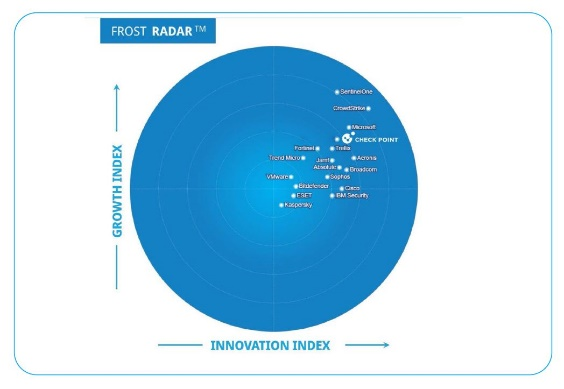 FROST RADAR™
GROWTH INDEX
SentinelOne
CrowdStrike
Microsoft
CHECK POINT
Fortinet
Trellix
Trend Micro
Jamf
Acronis
Absolute
Broadcom
VMware
Sophos
Bitdefender
Cisco
ESET
IBM Security
Kaspersky
INNOVATION INDEX